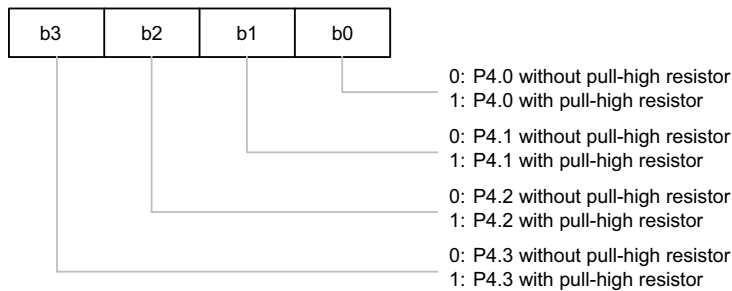 b3 b2 b1 b0
0: P4.0 without pull-high resistor
1: P4.0 with pull-high resistor
0: P4.1 without pull-high resistor
1: P4.1 with pull-high resistor
0: P4.2 without pull-high resistor
1: P4.2 with pull-high resistor
0: P4.3 without pull-high resistor
1: P4.3 with pull-high resistor